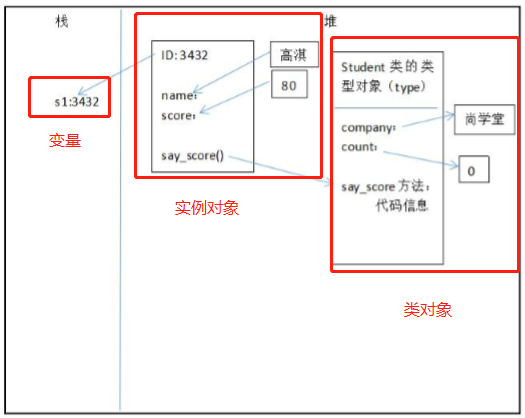 栈
堆
ID: 3432
高淇
name:
80
score:
s1:3432
变量
say_score()
实例对象
Student 类的类
型对象（type）
company:
尚学堂
count:
0
say_score 方法:
代码信息
类对象